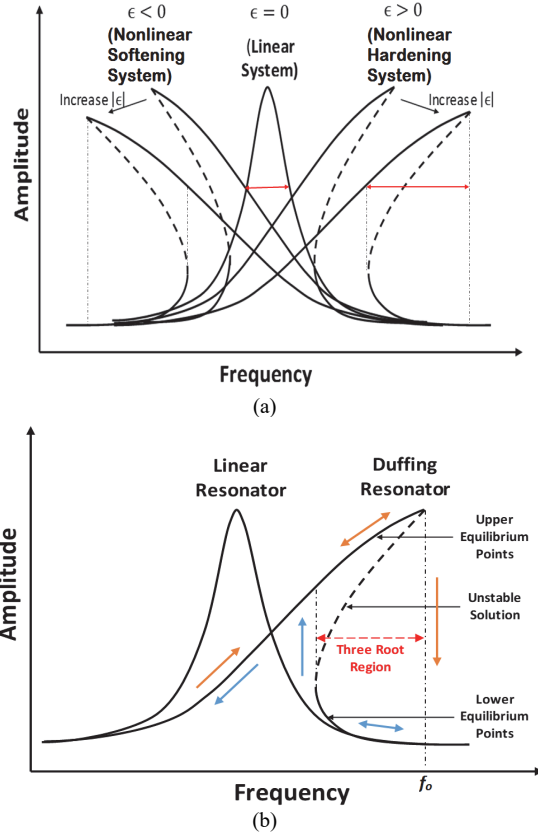 ϵ < 0
(Nonlinear
Softening
System)
ϵ = 0
(Linear
System)
ϵ > 0
(Nonlinear
Hardening
System)
Increase |ϵ|
Increase |ϵ|
Amplitude
Frequency
(a)
Linear
Resonator
Duffing
Resonator
Upper
Equilibrium
Points
Unstable
Solution
Three Root
Region
Lower
Equilibrium
Points
Amplitude
Frequency
fo
(b)